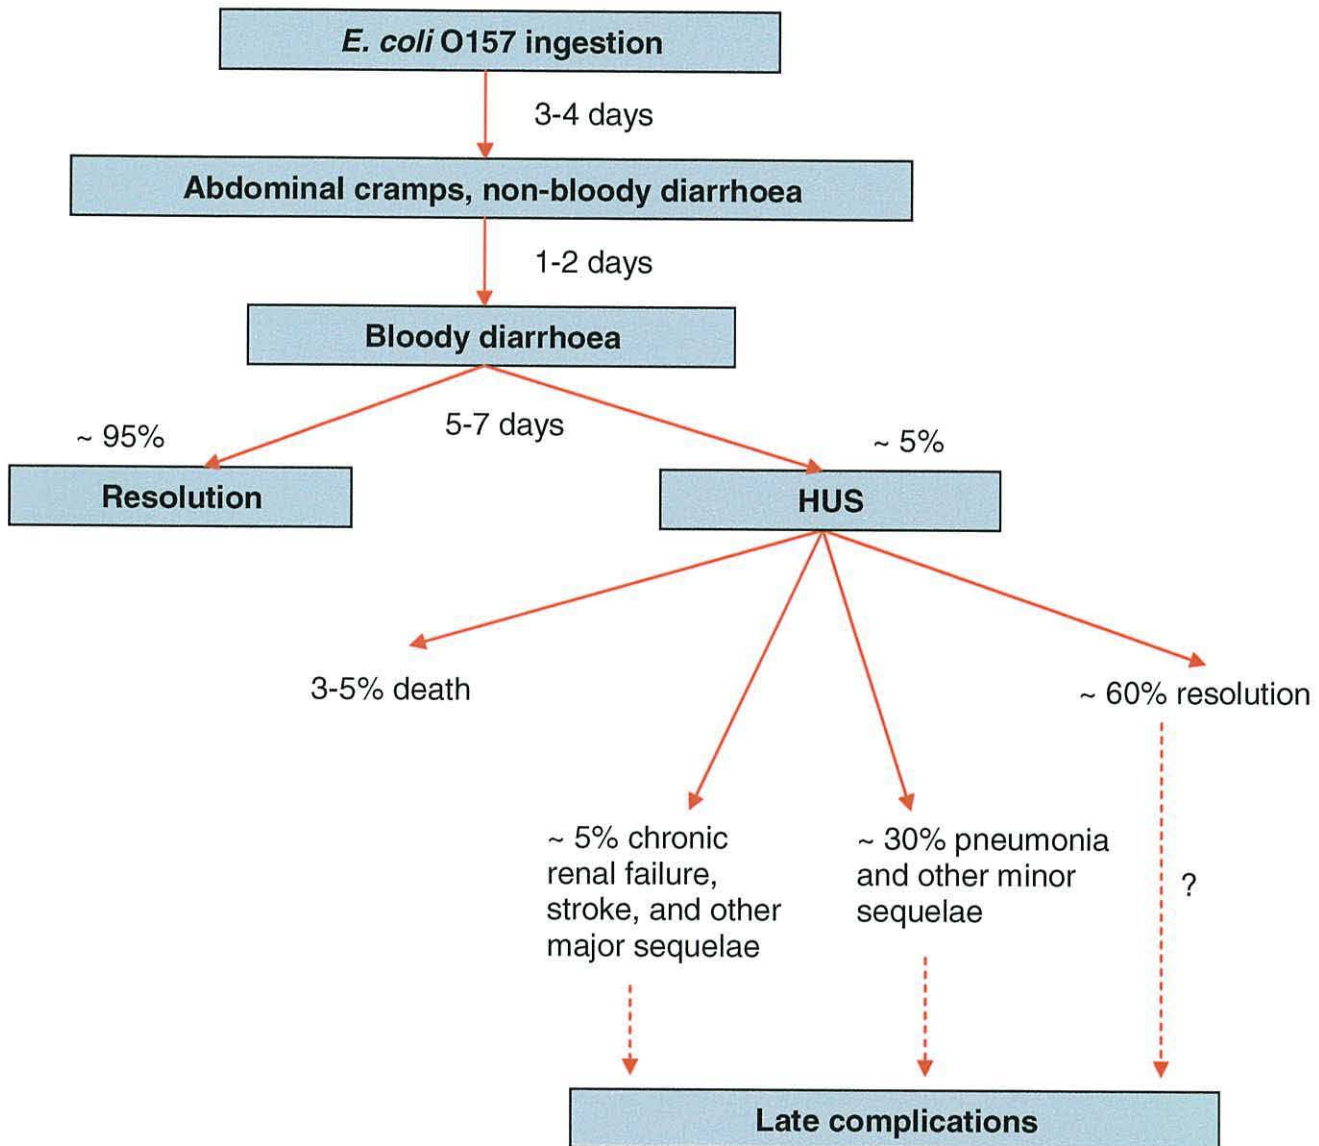 E. coli O157 ingestion
3-4 days
Abdominal cramps, non-bloody diarrhoea
1-2 days
Bloody diarrhoea
5-7 days
~ 95%
~ 5%
Resolution
HUS
3-5% death
~ 60% resolution
~ 5% chronic
renal failure,
stroke, and other
major sequelae
~ 30% pneumonia
and other minor
sequelae
?
Late complications